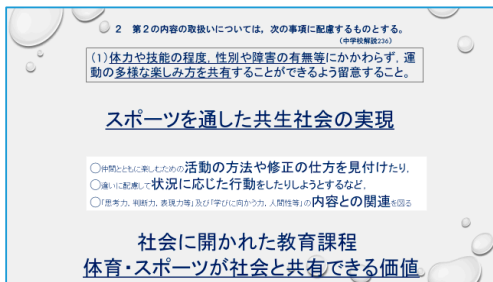 ２　第２の内容の取扱いについては，次の事項に配慮するものとする。
（中学校解説236）
（１）体力や技能の程度，性別や障害の有無等にかかわらず，運
動の多様な楽しみ方を共有することができるよう留意すること。
スポーツを通した共生社会の実現
○仲間とともに楽しむための活動の方法や修正の仕方を見付けたり，
○違いに配慮して状況に応じた行動をしたりしようとするなど，
○「思考力，判断力，表現力等」及び「学びに向かう力，人間性等」の内容との関連を図る
社会に開かれた教育課程
体育・スポーツが社会と共有できる価値